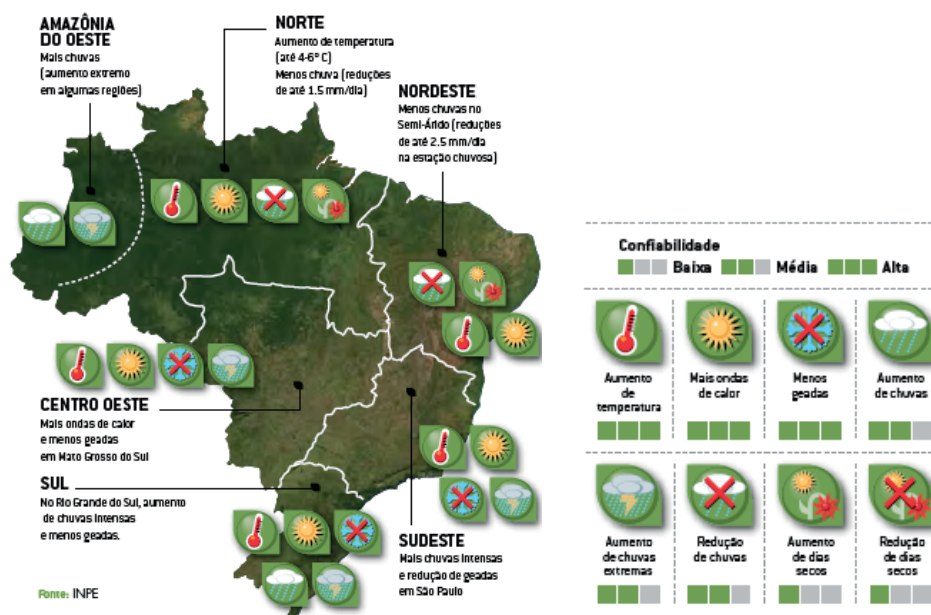 AMAZÔNIA
DO OESTE
Mais chuvas
(aumento extremo
em algumas regiões)
NORTE
Aumento de temperatura
(até 4-6° C)
Menos chuva (reduções
de até 1.5 mm/dia)
NORDESTE
Menos chuvas no
Semi-Árido (reduções
de até 2.5 mm/dia
na estação chuvosa)
CENTRO OESTE
Mais ondas de calor
e menos geadas
em Mato Grosso do Sul
SUL
No Rio Grande do Sul, aumento
de chuvas intensas
e menos geadas.
SUDESTE
Mais chuvas intensas
e redução de geadas
em São Paulo
Fonte: INPE
Confiabilidade
Baixa Média Alta
Aumento
de
temperatura
Mais ondas
de calor
Menos
geadas
Aumento
de chuvas
Aumento
de chuvas
extremas
Redução
de chuvas
Aumento
de dias
secos
Redução
de dias
secos